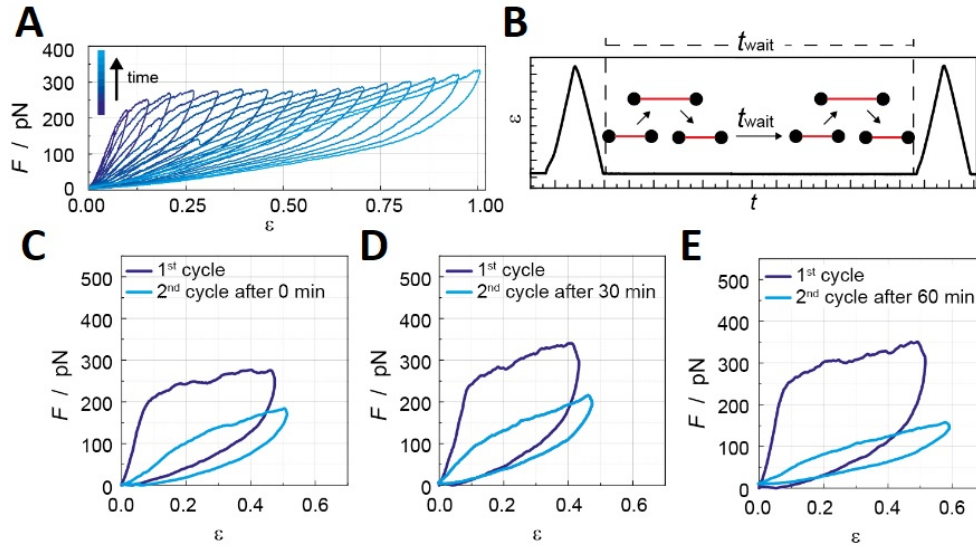 A
F / pN
400
300
200
100
0
time
0.00
0.25
0.50
0.75
1.00
ε
B
t wait
ε
t wait
t
C
F / pN
500
400
300
200
100
0
1st cycle
2nd cycle after 0 min
0.0
0.2
0.4
0.6
ε
D
F / pN
500
400
300
200
100
0
1st cycle
2nd cycle after 30 min
0.0
0.2
0.4
0.6
ε
E
F / pN
500
400
300
200
100
0
1st cycle
2nd cycle after 60 min
0.0
0.2
0.4
0.6
ε